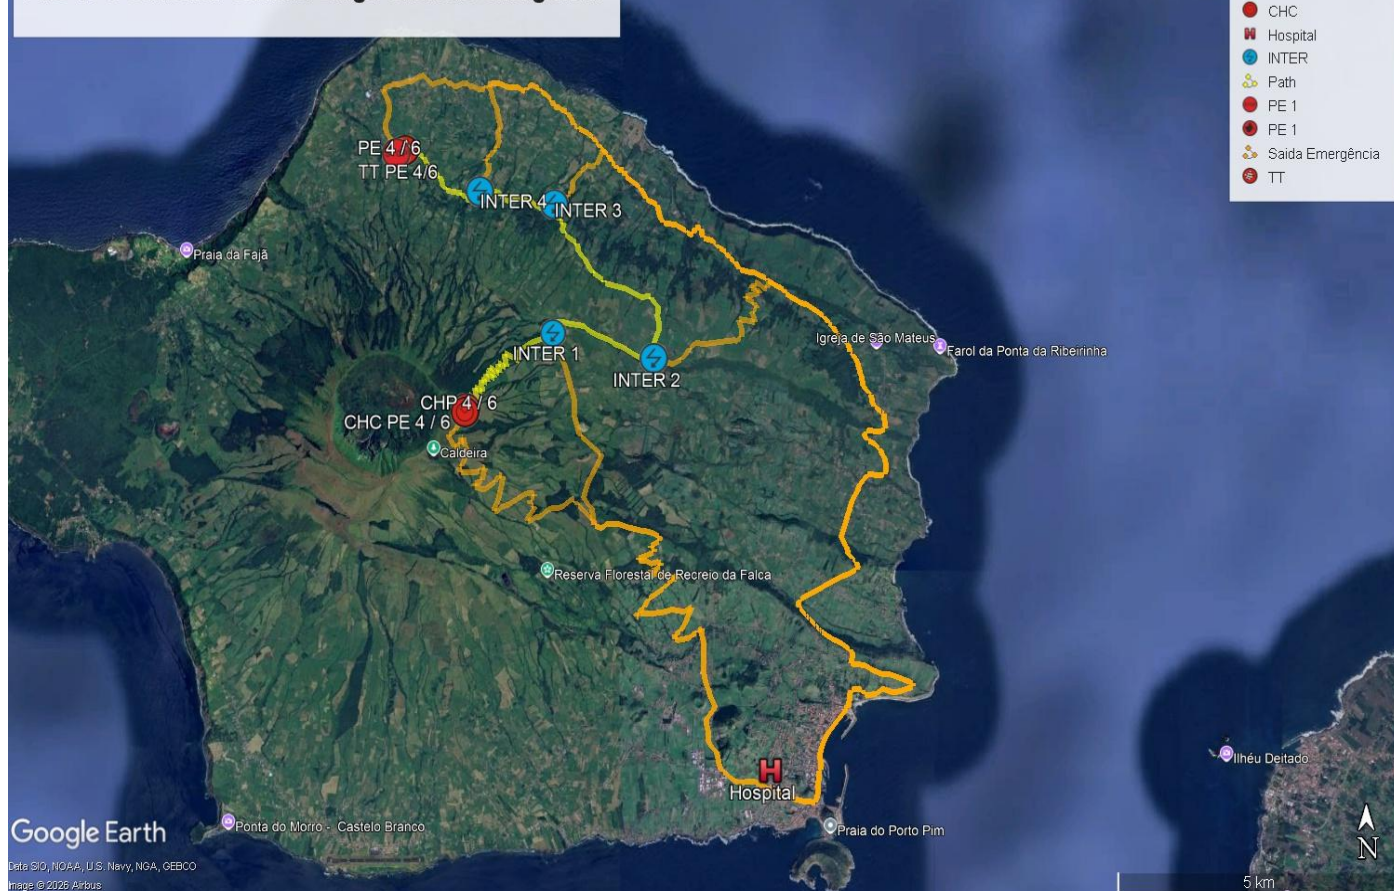 CHC
Hospital
INTER
Path
PE 1
PE 1
Saida Emergência
TT
PE 4 / 6
TT PE 4/6
INTER 4
INTER 3
Praia da Fajã
INTER 1
INTER 2
Igreja de São Mateus
Farol da Ponta da Ribeirinha
CHP 4 / 6
CHC PE 4 / 6
Caldeira
Reserva Florestal de Recreio da Falca
H
Hospital
Ilhéu Deitado
Ponta do Morro - Castelo Branco
Praia do Porto Pim
Google Earth
Data SIO, NOAA, U.S. Navy, NGA, GEBCO
Image © 2026 Airbus
N
5 km